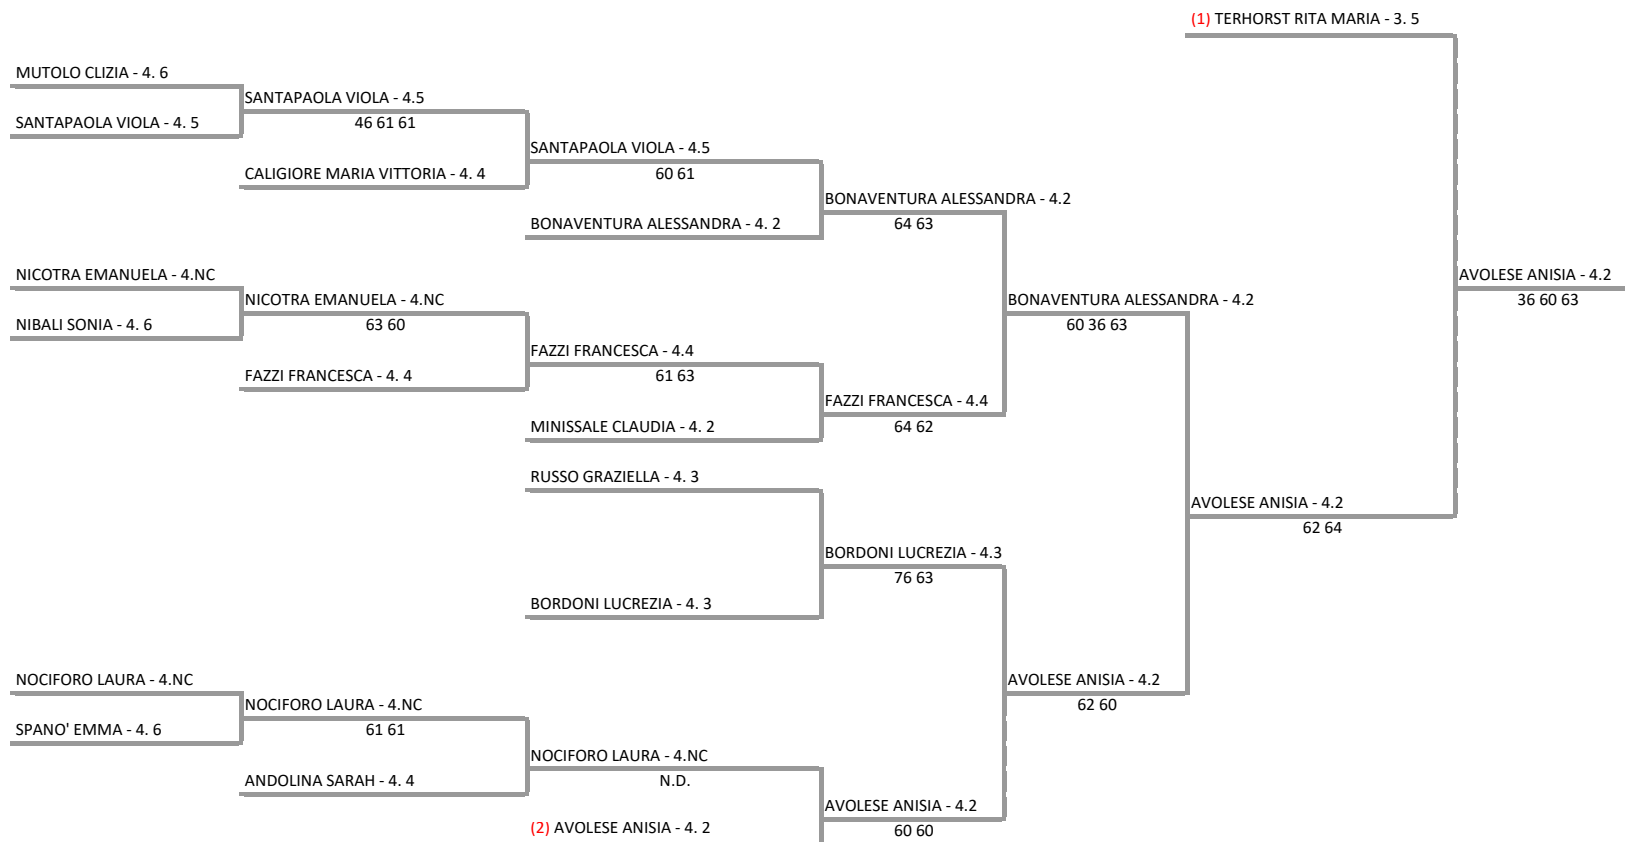 (1) TERHORST RITA MARIA - 3. 5
MUTOLO CLIZIA - 4. 6
SANTAPAOLA VIOLA - 4.5
SANTAPAOLA VIOLA - 4. 5
46 61 61
SANTAPAOLA VIOLA - 4.5
CALIGIORE MARIA VITTORIA - 4. 4
60 61
BONAVENTURA ALESSANDRA - 4.2
BONAVENTURA ALESSANDRA - 4. 2
64 63
NICOTRA EMANUELA - 4.NC
AVOLESE ANISIA - 4.2
NICOTRA EMANUELA - 4.NC
BONAVENTURA ALESSANDRA - 4.2
36 60 63
NIBALI SONIA - 4. 6
63 60
60 36 63
FAZZI FRANCESCA - 4.4
FAZZI FRANCESCA - 4. 4
61 63
FAZZI FRANCESCA - 4.4
MINISSALE CLAUDIA - 4. 2
64 62
RUSSO GRAZIELLA - 4. 3
AVOLESE ANISIA - 4.2
62 64
BORDONI LUCREZIA - 4.3
76 63
BORDONI LUCREZIA - 4. 3
NOCIFORO LAURA - 4.NC
AVOLESE ANISIA - 4.2
NOCIFORO LAURA - 4.NC
62 60
SPANO' EMMA - 4. 6
61 61
NOCIFORO LAURA - 4.NC
ANDOLINA SARAH - 4. 4
N.D.
AVOLESE ANISIA - 4.2
(2) AVOLESE ANISIA - 4. 2
60 60